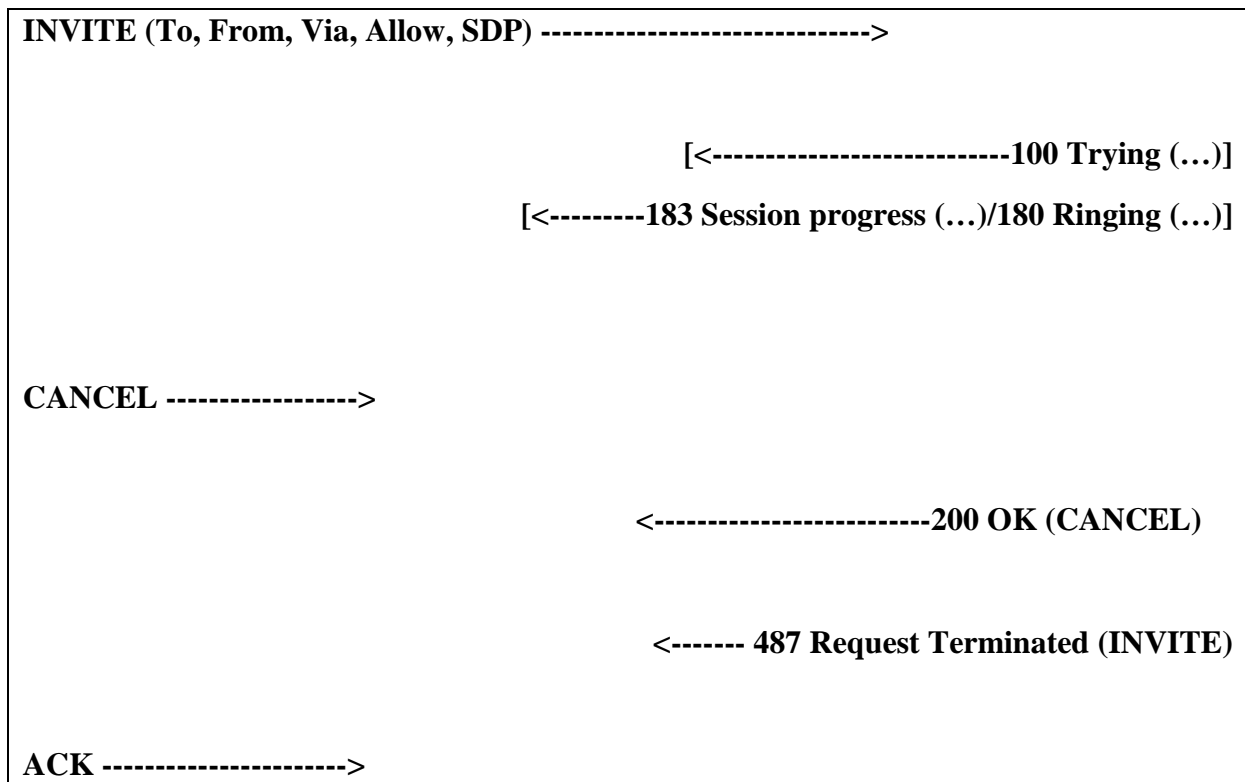 INVITE (To, From, Via, Allow, SDP) ------------------------------->
[<----------------------------100 Trying (…)]
[<---------183 Session progress (…)/180 Ringing (…)]
CANCEL ------------------>
<--------------------------200 OK (CANCEL)
<------- 487 Request Terminated (INVITE)
ACK ----------------------->